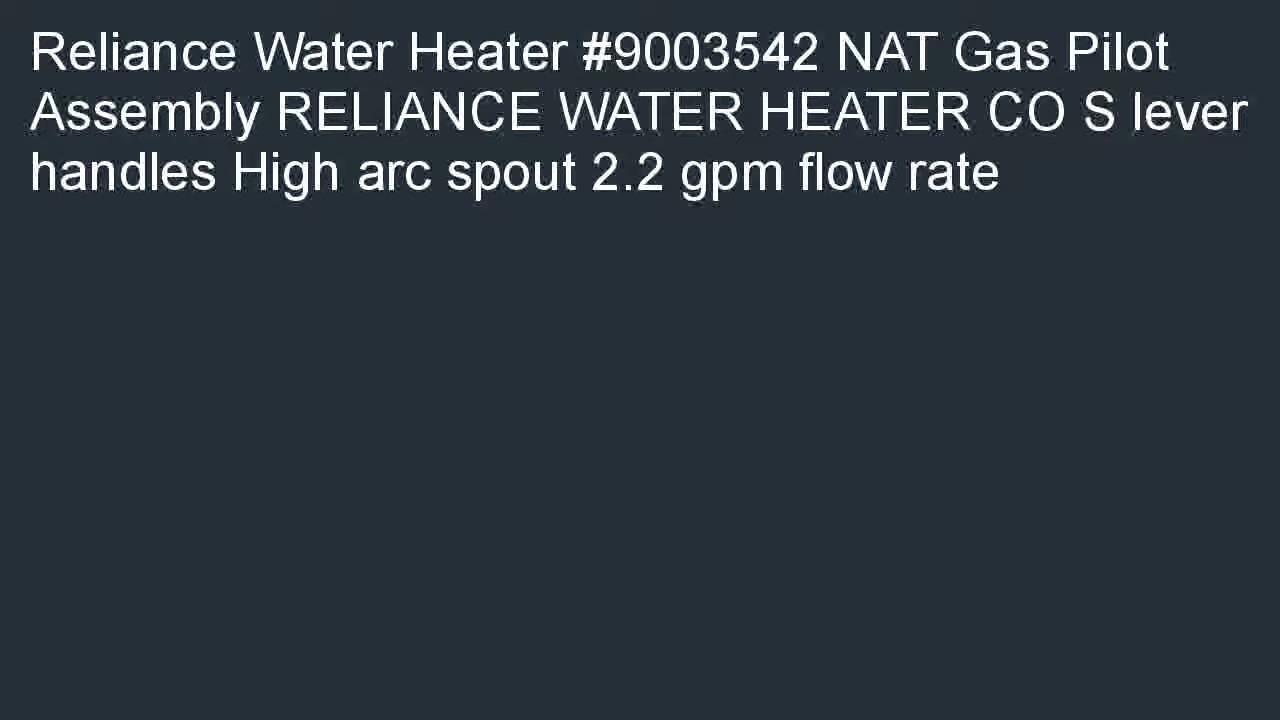 Reliance Water Heater #9003542 NAT Gas Pilot
Assembly RELIANCE WATER HEATER CO S lever
handles High arc spout 2.2 gpm flow rate